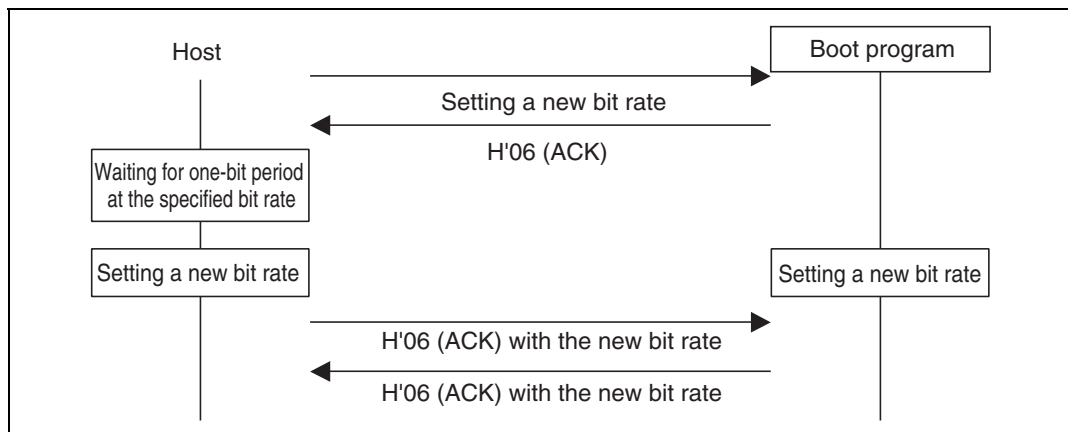 Host
Boot program
Setting a new bit rate
H'06 (ACK)
Waiting for one-bit period
at the specified bit rate
Setting a new bit rate
Setting a new bit rate
H'06 (ACK) with the new bit rate
H'06 (ACK) with the new bit rate